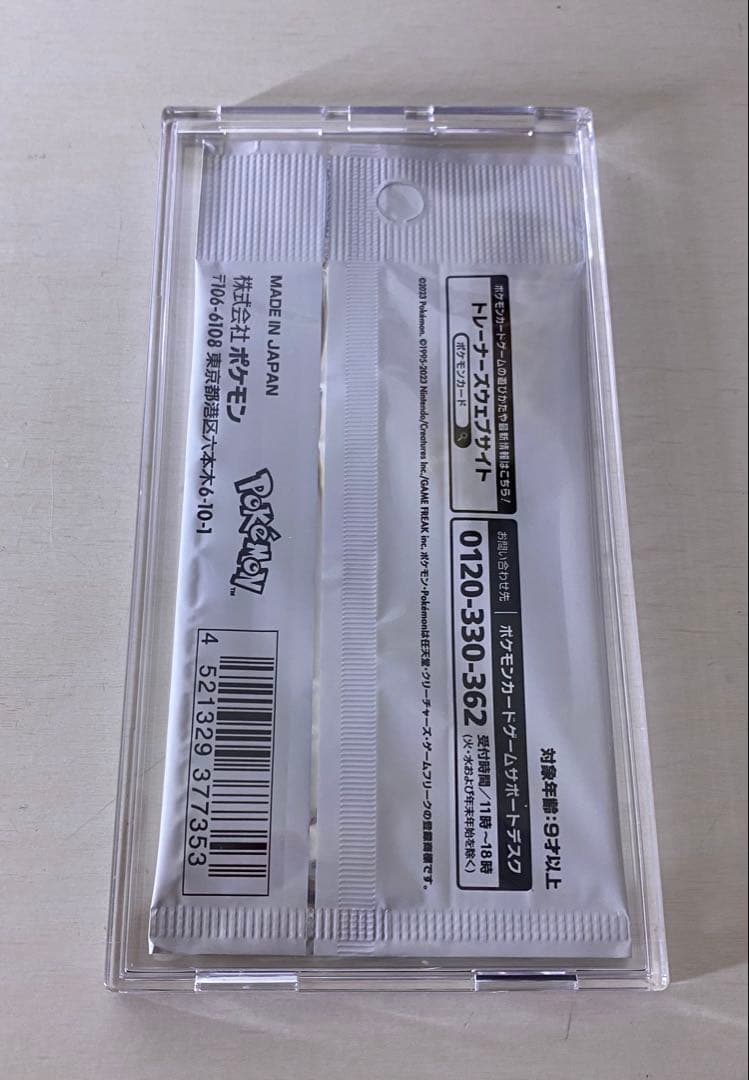 対象年齢:9才以上
ポケモンカードゲームの遊びかたや最新情報はこちら!
トレーナーズウェブサイト
ポケモンカード
お問い合わせ先
ポケモンカードゲームサポートデスク
0120-330-362
受付時間/11時～18時
(火・水および年末年始を除く)
©2023 Pokémon. ©1995-2023 Nintendo/Creatures Inc./GAME FREAK inc. ポケモン・Pokémonは任天堂・クリーチャーズ・ゲームフリークの登録商標です。
MADE IN JAPAN
株式会社 ポケモン
〒106-6108 東京都港区六本木6-10-1
POKéMON™
4 521329 377353